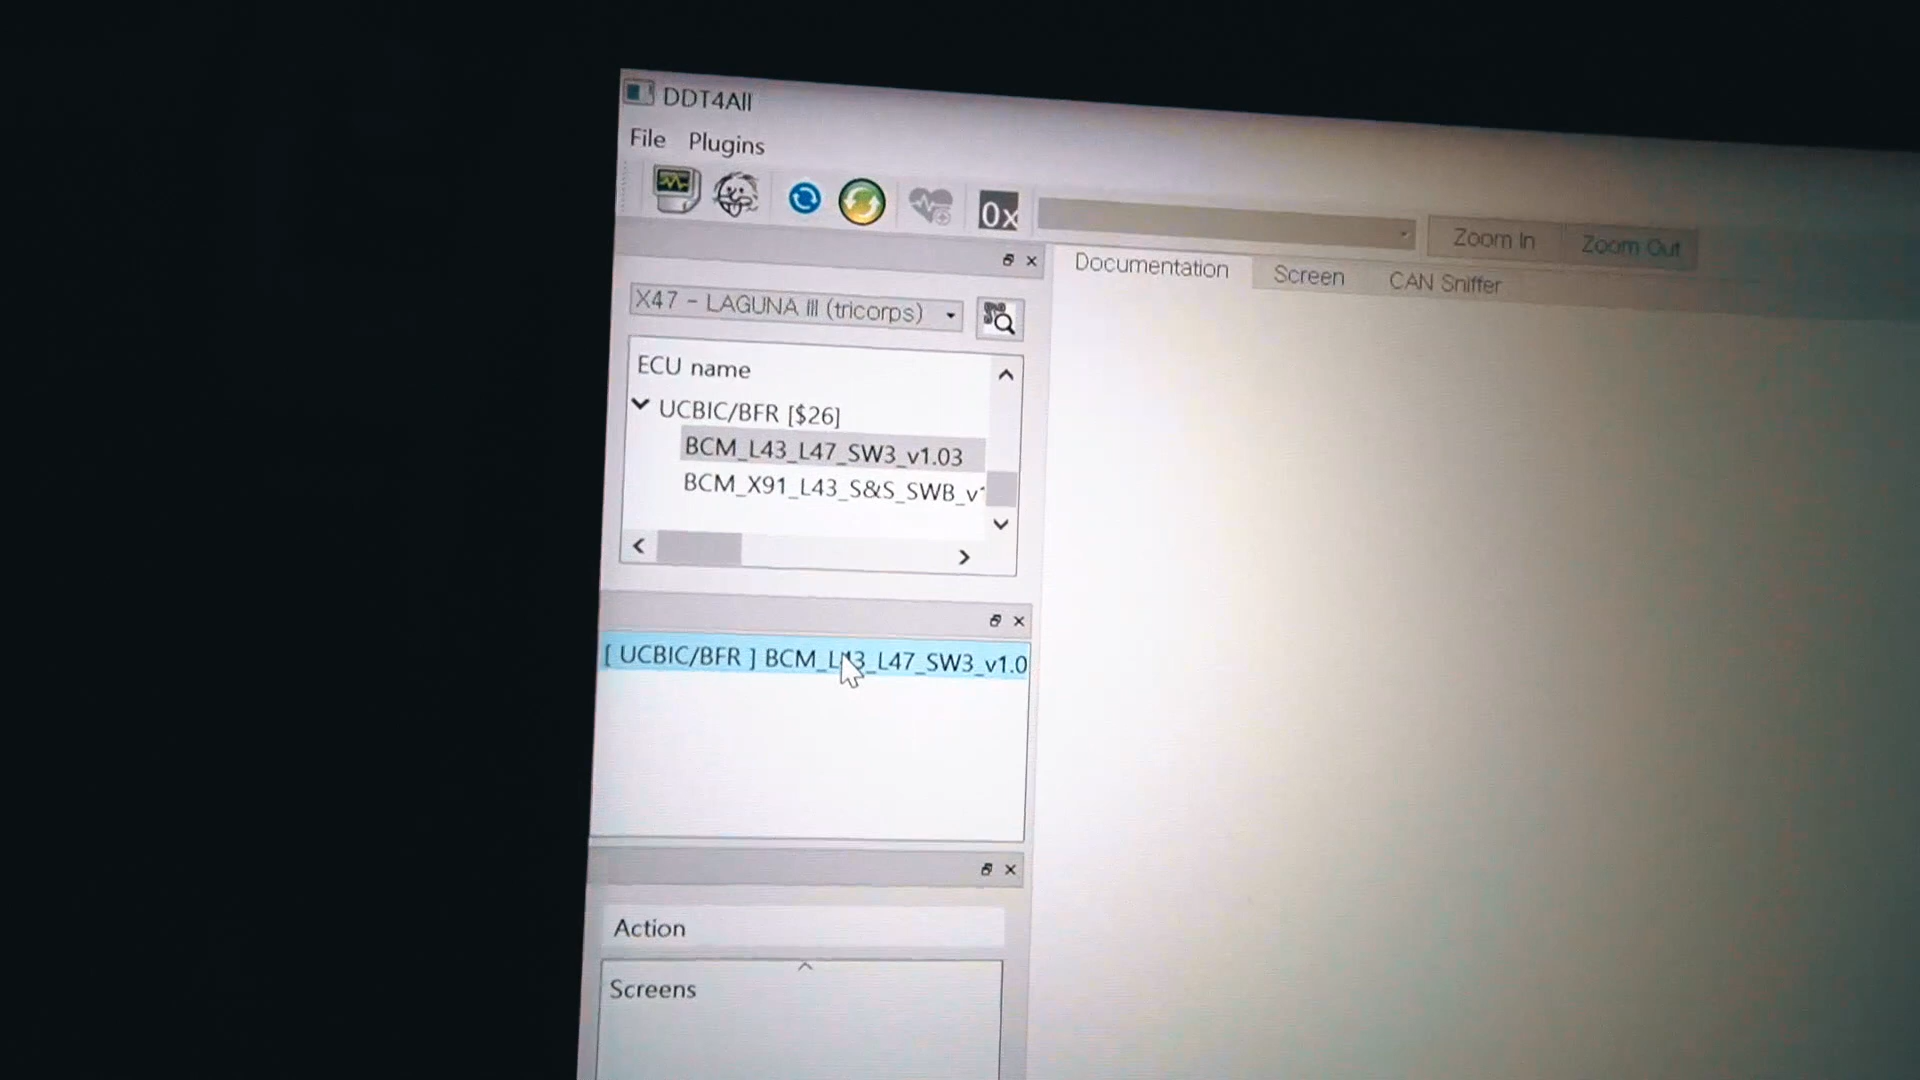 DDT4All
File Plugins
0x
Zoom In Zoom Out
Documentation Screen CAN Sniffer
X47 - LAGUNA III (tricorps)
ECU name
UCBIC/BFR [$26]
BCM_L43_L47_SW3_v1.03
BCM_X91_L43_S&S_SWB_v
[ UCBIC/BFR ] BCM_L43_L47_SW3_v1.0
Action
Screens